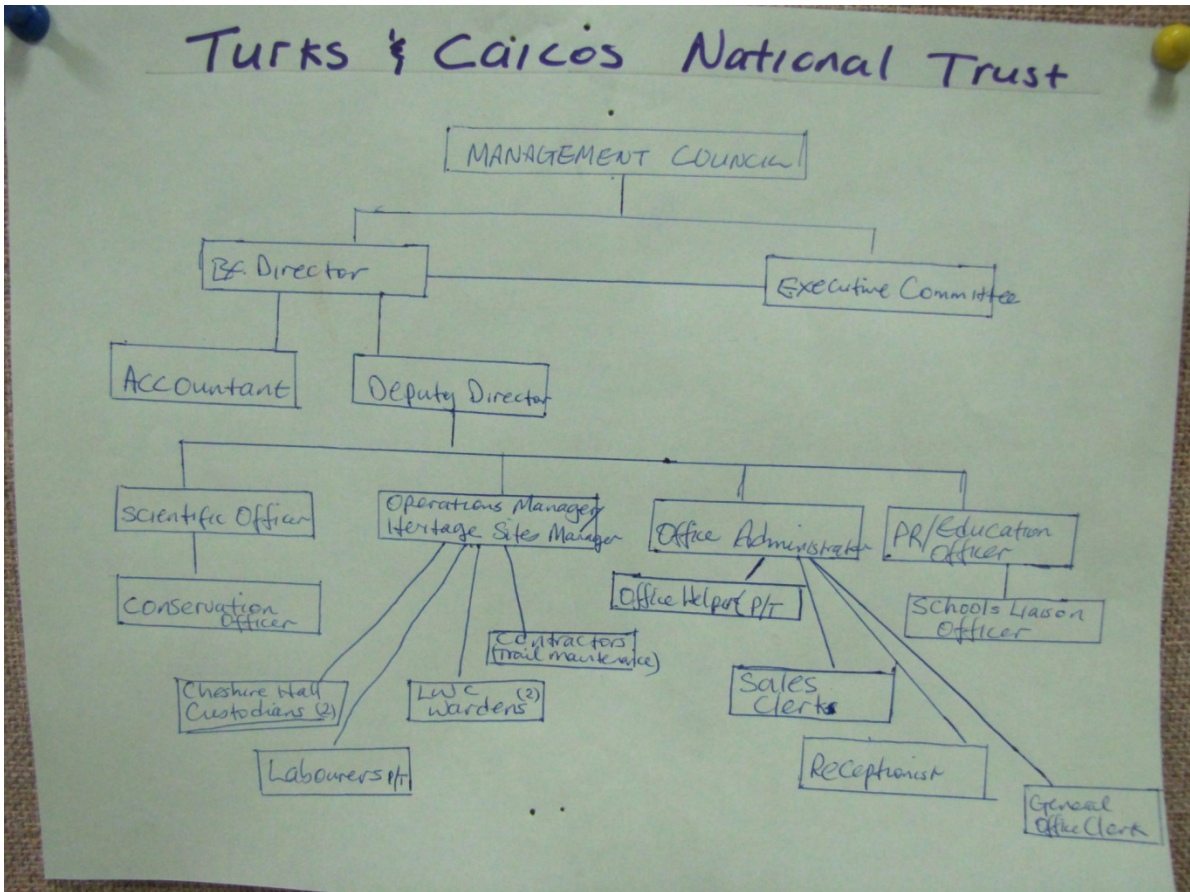 Turks & Caicos National Trust
MANAGEMENT COUNCIL
Director
Executive Committee
Accountant
Deputy Director
Scientific Officer
Operations Manager/
Heritage Sites Manager
Office Administrator
PR/Education
Officer
Conservation
Officer
Office Helper P/T
Schools Liaison
Officer
Contractors
(Trail maintenance)
Cheshire Hall
Custodians (2)
LWC (2)
Wardens
Sales
Clerks
Labourers P/T
Receptionist
General
Office Clerk